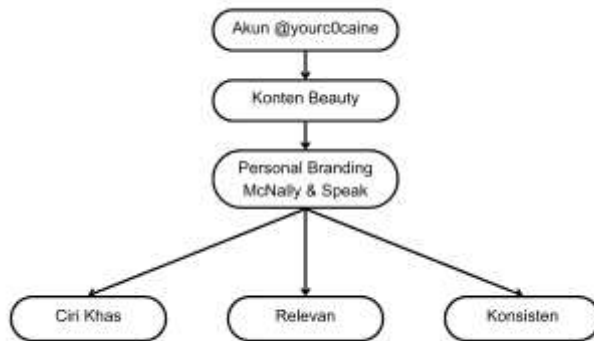 Akun @yourc0caine
Konten Beauty
Personal Branding
McNally & Speak
Ciri Khas
Relevan
Konsisten